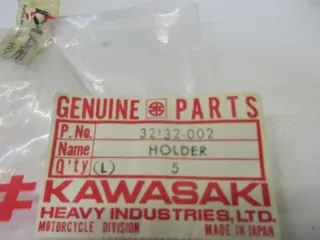 GENUINE PARTS
P. No. 32132-002
Name HOLDER
Q'ty (L) 5
KAWASAKI
HEAVY INDUSTRIES, LTD.
MOTORCYCLE DIVISION MADE IN JAPAN